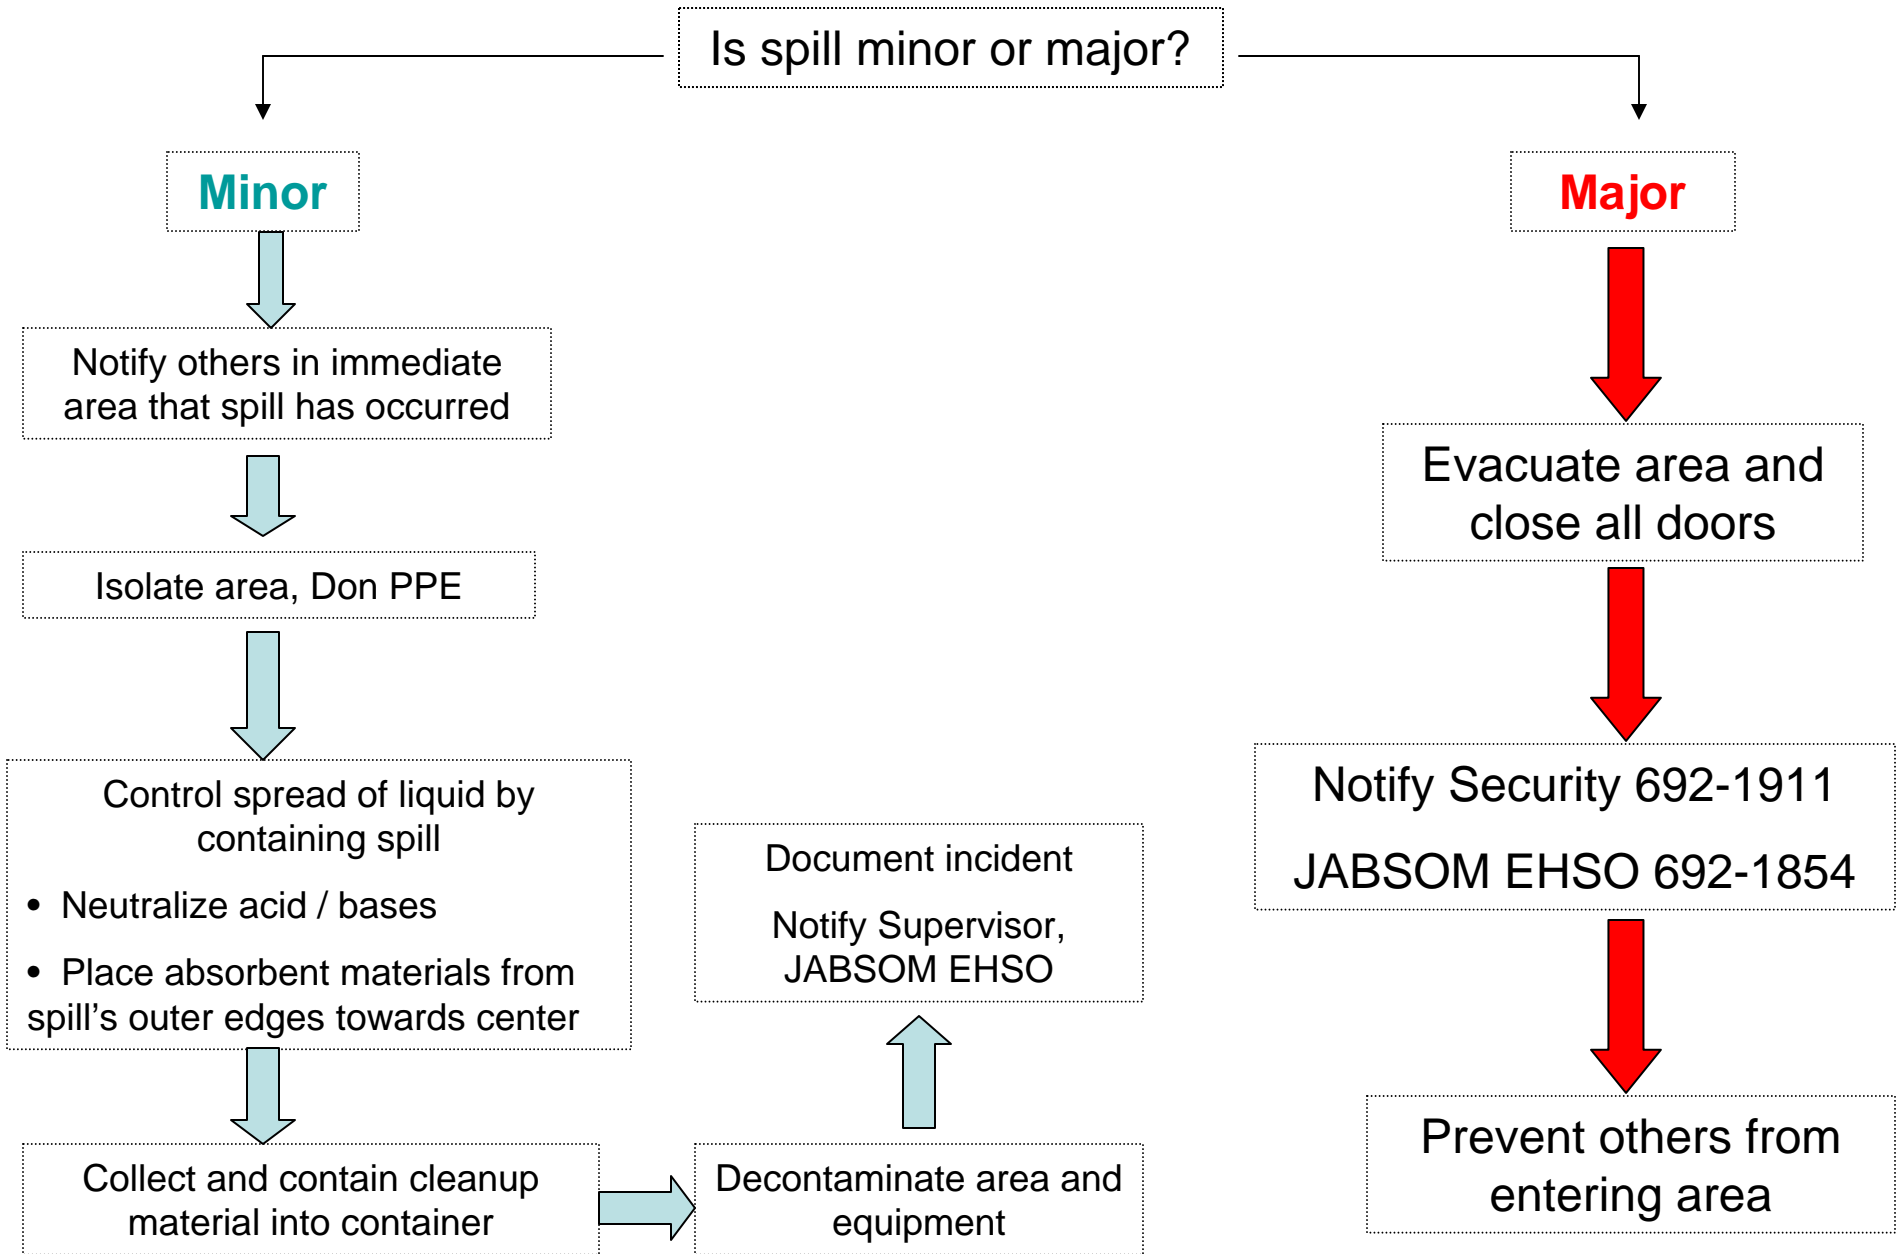 Is spill minor or major?
Minor
Notify others in immediate
area that spill has occurred
Isolate area, Don PPE
Control spread of liquid by
containing spill
• Neutralize acid / bases
• Place absorbent materials from
spill’s outer edges towards center
Collect and contain cleanup
material into container
Decontaminate area and
equipment
Document incident
Notify Supervisor,
JABSOM EHSO
Major
Evacuate area and
close all doors
Notify Security 692-1911
JABSOM EHSO 692-1854
Prevent others from
entering area